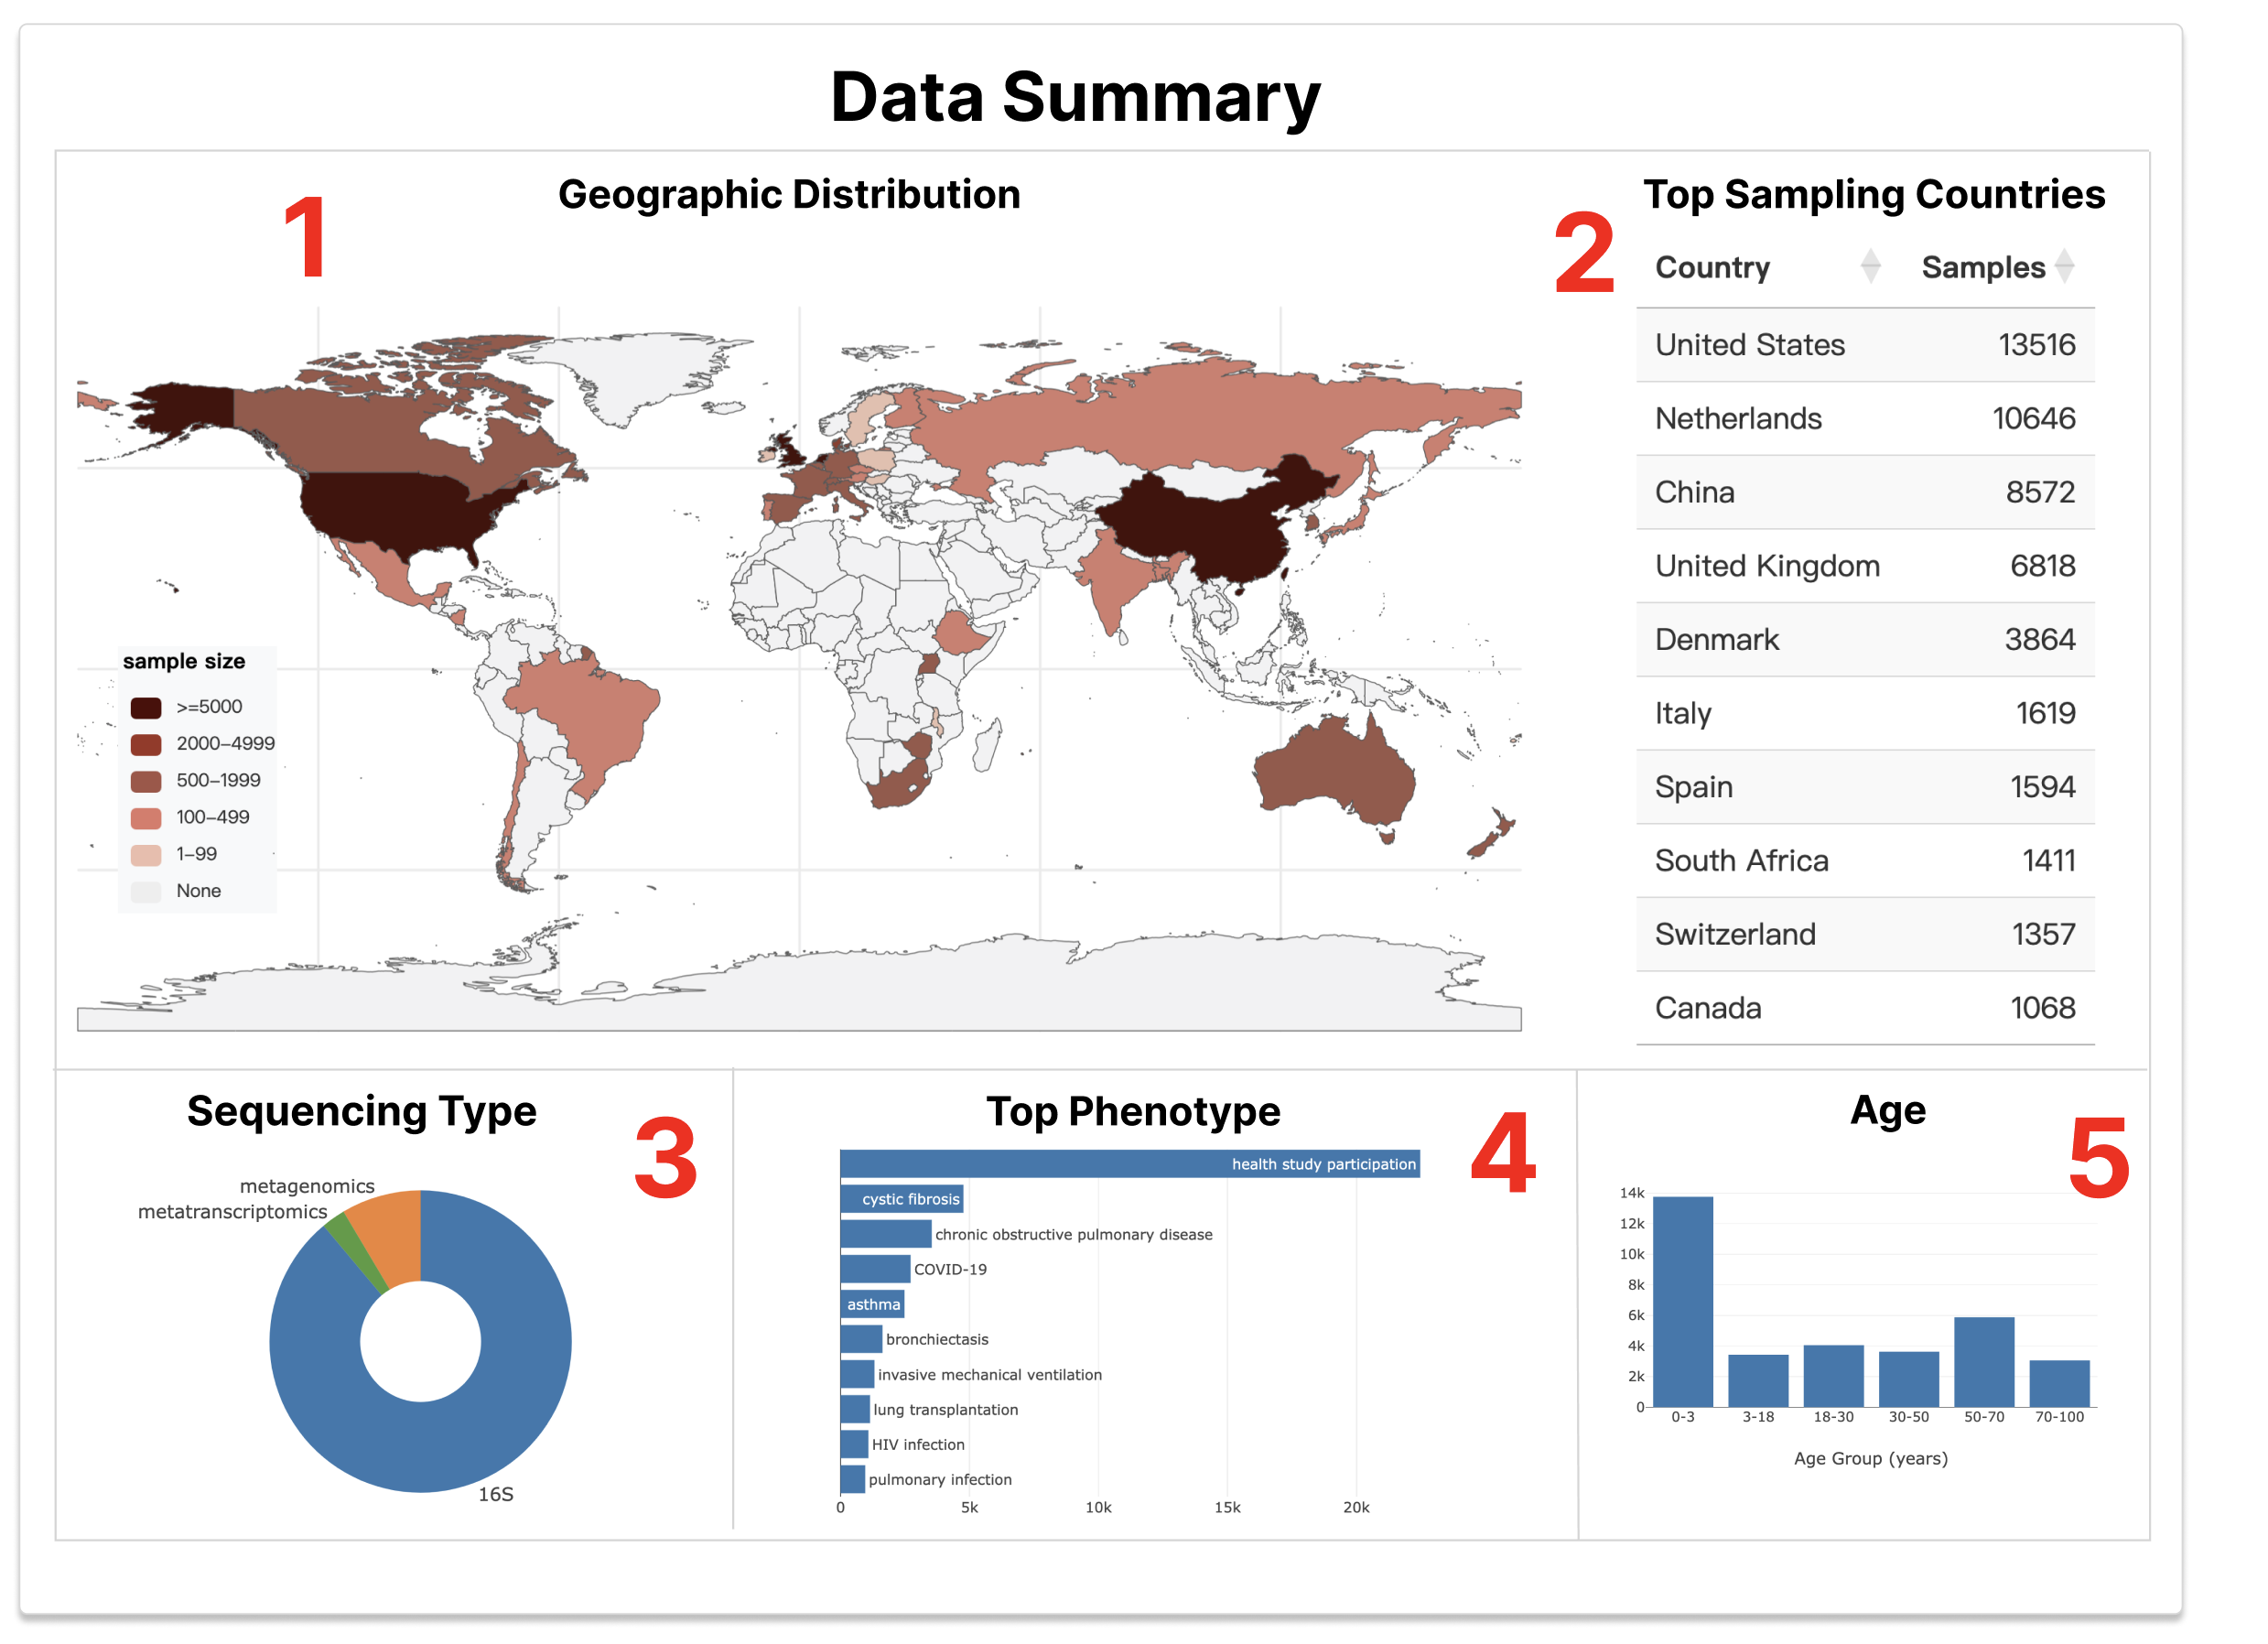 Data Summary
1
Geographic Distribution
sample size
>=5000
2000–4999
500–1999
100–499
1–99
None
2
Top Sampling Countries
Country Samples
United States 13516
Netherlands 10646
China 8572
United Kingdom 6818
Denmark 3864
Italy 1619
Spain 1594
South Africa 1411
Switzerland 1357
Canada 1068
Sequencing Type
3
metagenomics
metatranscriptomics
16S
Top Phenotype
4
health study participation
cystic fibrosis
chronic obstructive pulmonary disease
COVID-19
asthma
bronchiectasis
invasive mechanical ventilation
lung transplantation
HIV infection
pulmonary infection
0 5k 10k 15k 20k
Age
5
14k
12k
10k
8k
6k
4k
2k
0
0-3 3-18 18-30 30-50 50-70 70-100
Age Group (years)